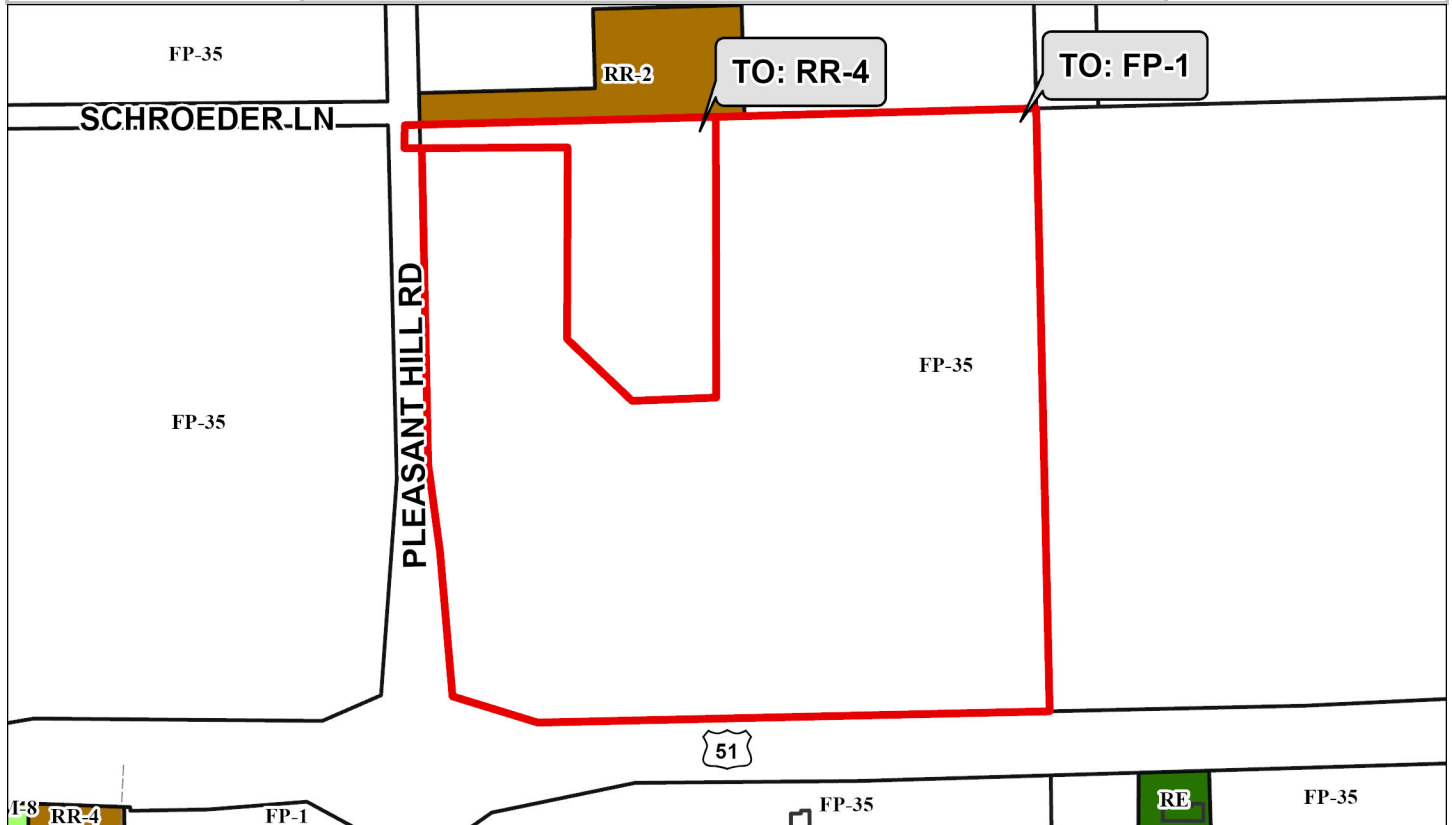 FP-35
RR-2
TO: RR-4
TO: FP-1
SCHROEDER LN
FP-35
FP-35
PLEASANT HILL RD
51
RR-4
FP-1
FP-35
RE
FP-35